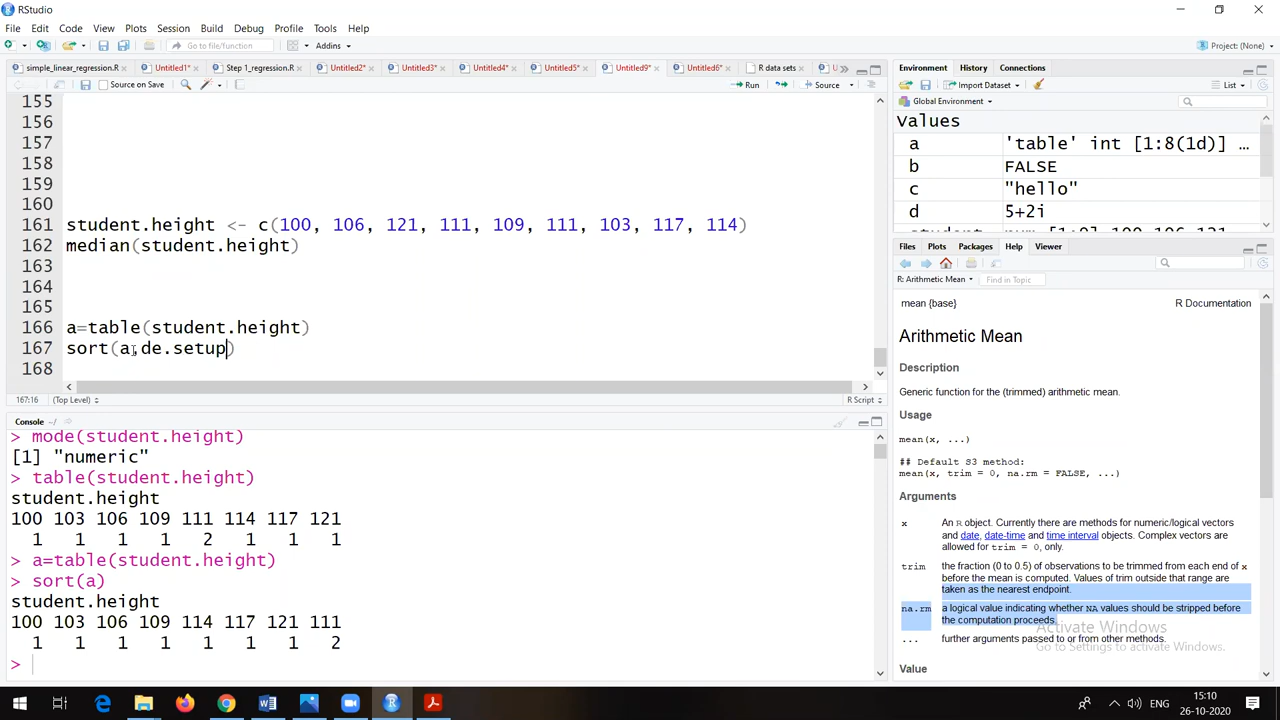 RStudio
File Edit Code View Plots Session Build Debug Profile Tools Help
Go to file/function Addins Project: (None)
simple_linear_regression.R Untitled1* Step 1_regression.R Untitled2* Untitled3* Untitled4* Untitled5* Untitled9* Untitled6* R data sets
Source on Save Run Source
155
156
157
158
159
160
161 student.height <- c(100, 106, 121, 111, 109, 111, 103, 117, 114)
162 median(student.height)
163
164
165
166 a=table(student.height)
167 sort(a,de.setup)
168
167:16 (Top Level) R Script
Console ~/
> mode(student.height)
[1] "numeric"
> table(student.height)
student.height
100 103 106 109 111 114 117 121
1 1 1 1 2 1 1 1
> a=table(student.height)
> sort(a)
student.height
100 103 106 109 114 117 121 111
1 1 1 1 1 1 1 2
>
Environment History Connections
Import Dataset List
Global Environment
Values
a 'table' int [1:8(1d)] ...
b FALSE
c "hello"
d 5+2i
Files Plots Packages Help Viewer
R: Arithmetic Mean Find in Topic
mean {base} R Documentation
Arithmetic Mean
Description
Generic function for the (trimmed) arithmetic mean.
Usage
mean(x, ...)
## Default S3 method:
mean(x, trim = 0, na.rm = FALSE, ...)
Arguments
x An R object. Currently there are methods for numeric/logical vectors
and date, date-time and time interval objects. Complex vectors are
allowed for trim = 0, only.
trim the fraction (0 to 0.5) of observations to be trimmed from each end of x
before the mean is computed. Values of trim outside that range are
taken as the nearest endpoint.
na.rm a logical value indicating whether NA values should be stripped before
the computation proceeds.
... further arguments passed to or from other methods.
Value
Activate Windows
Go to Settings to activate Windows.
ENG 15:10
26-10-2020